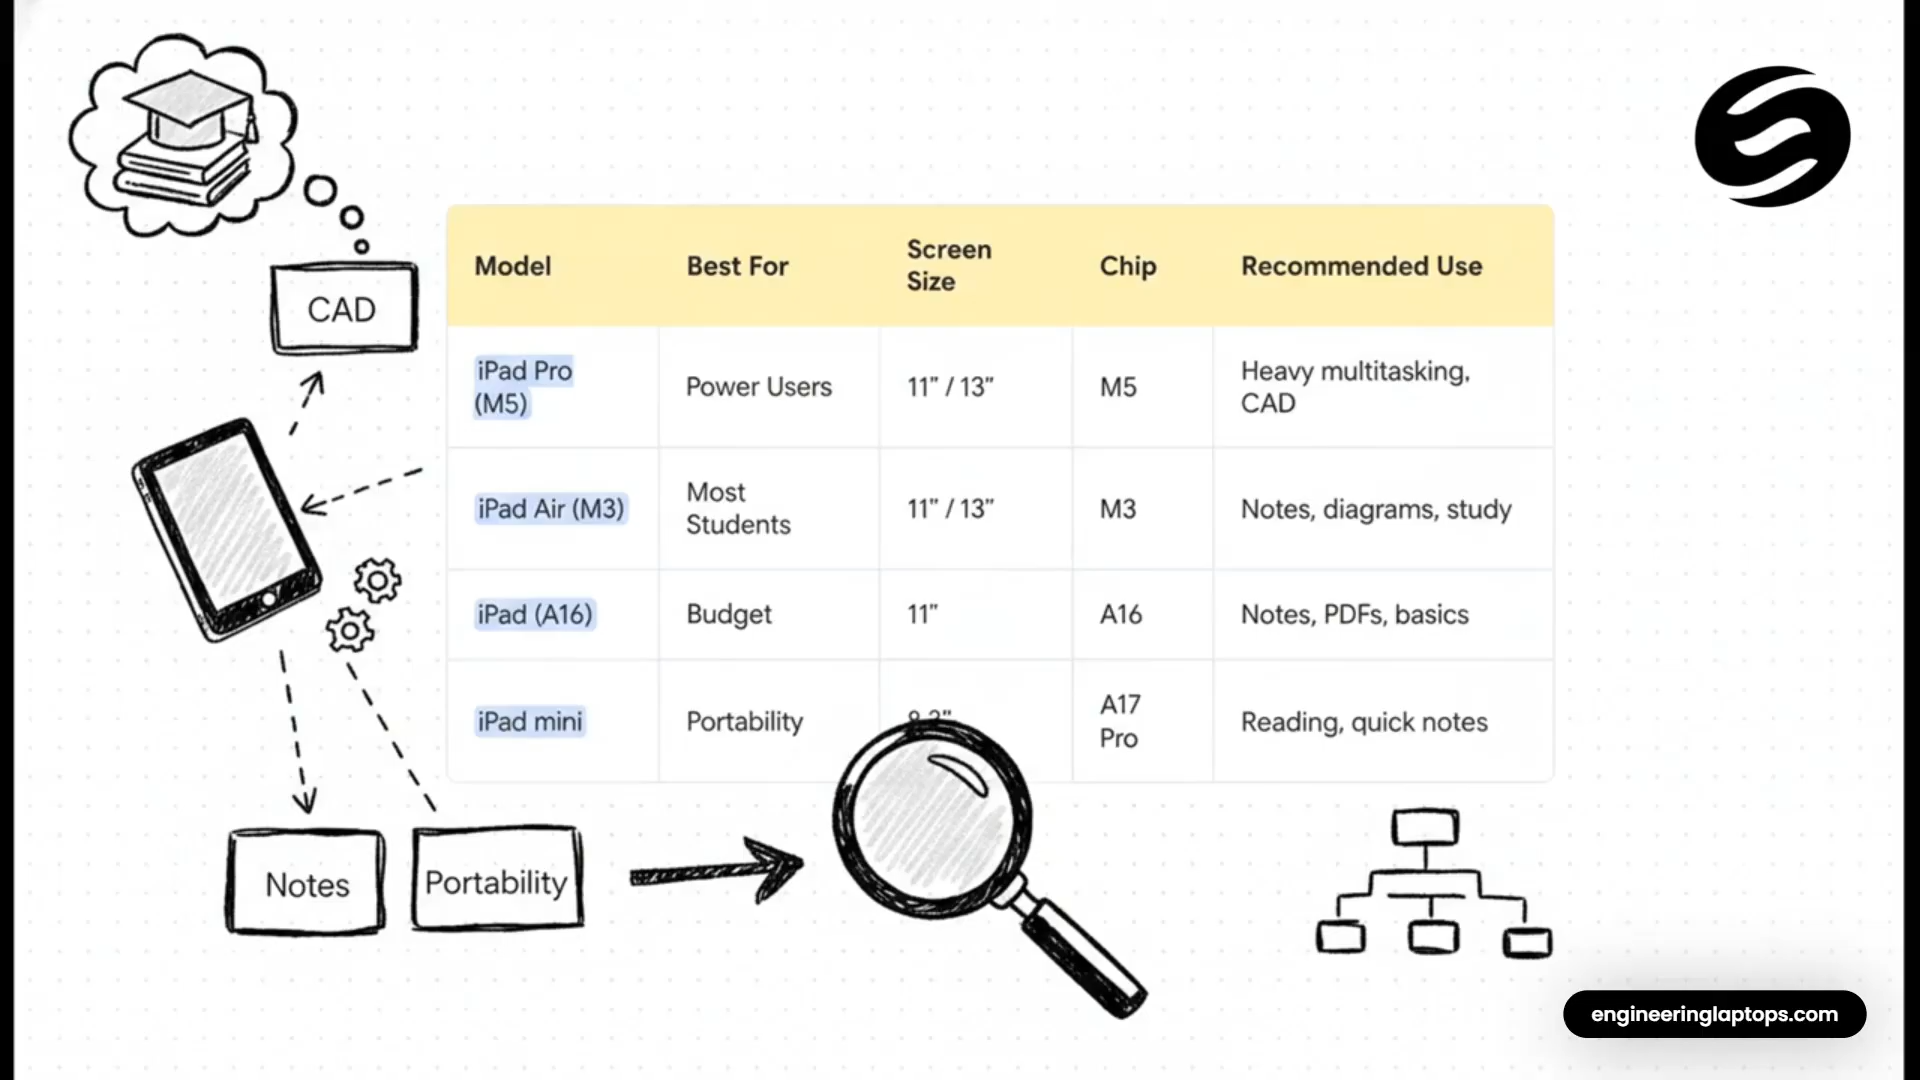 CAD
Model
Best For
Screen
Size
Chip
Recommended Use
iPad Pro
(M5)
Power Users
11" / 13"
M5
Heavy multitasking,
CAD
iPad Air (M3)
Most
Students
11" / 13"
M3
Notes, diagrams, study
iPad (A16)
Budget
11"
A16
Notes, PDFs, basics
iPad mini
Portability
A17
Pro
Reading, quick notes
Notes
Portability
engineeringlaptops.com